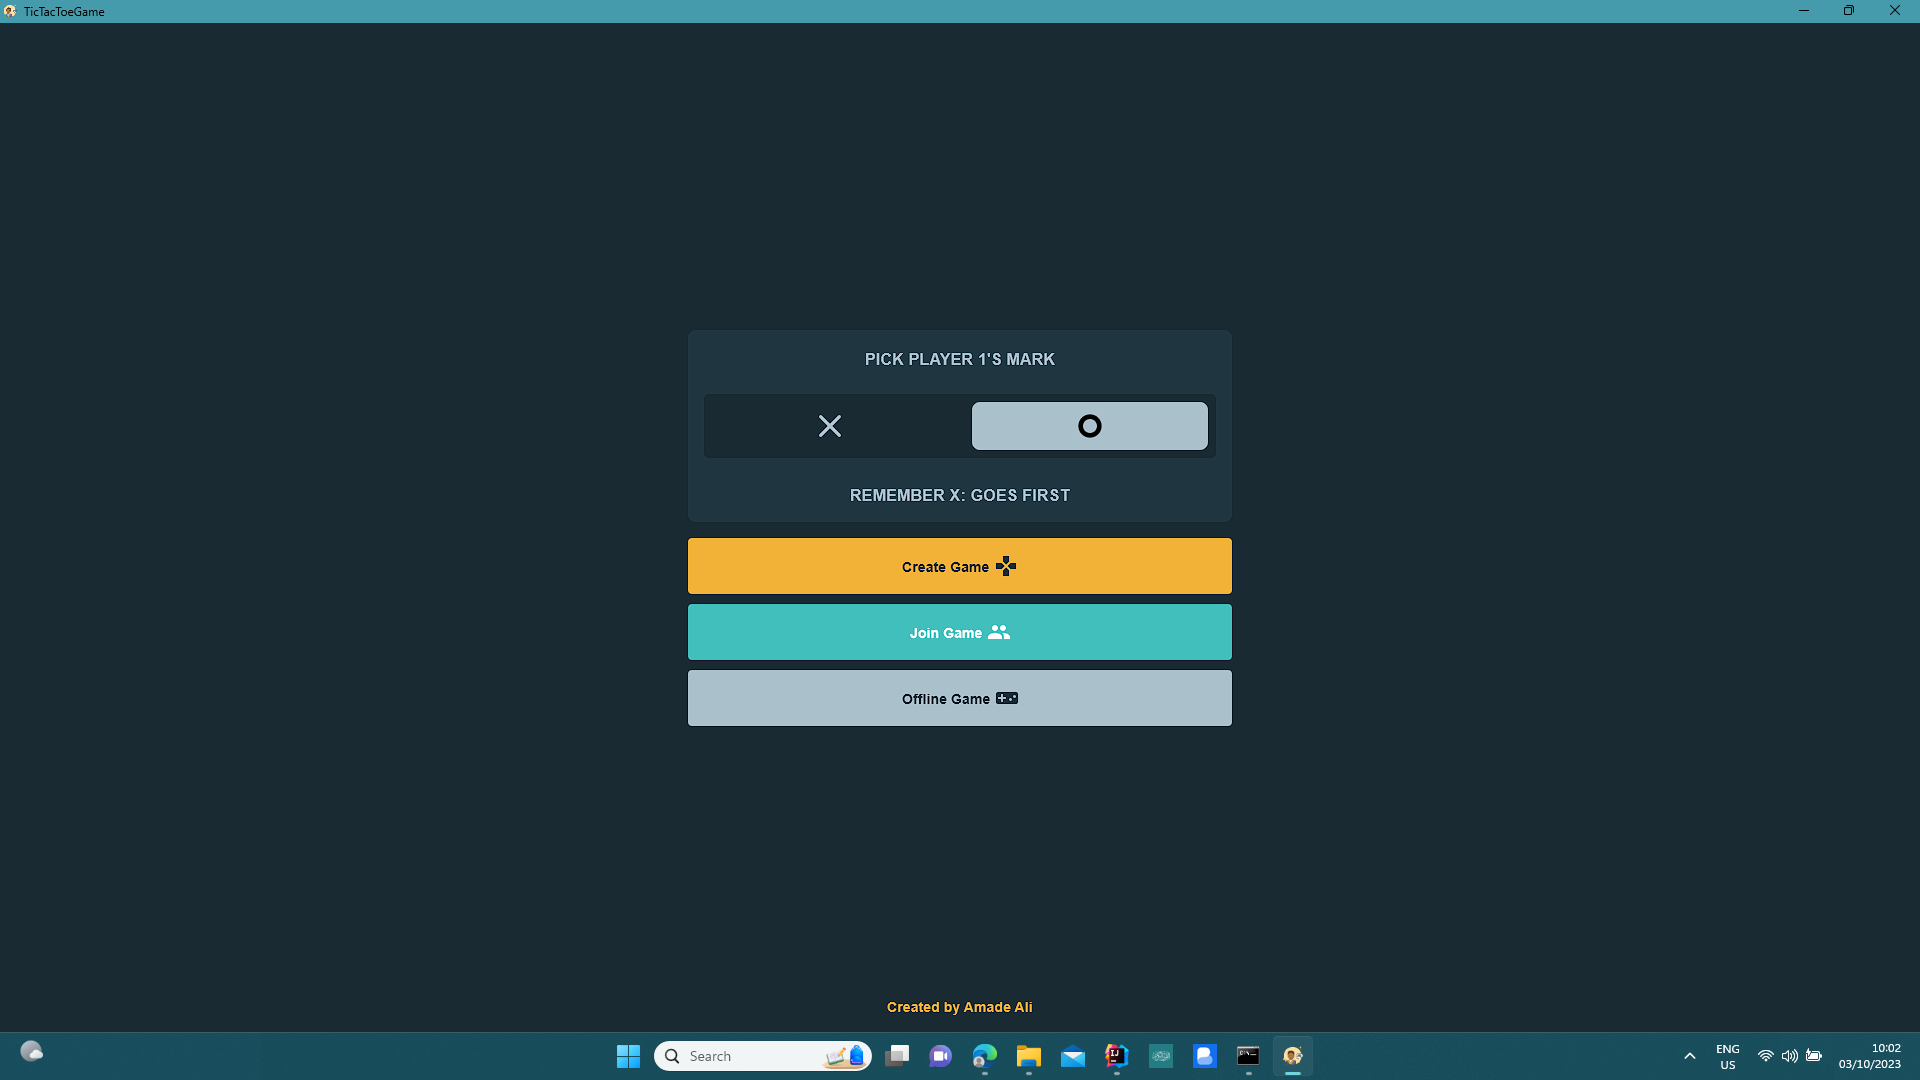 TicTacToeGame
PICK PLAYER 1'S MARK
REMEMBER X: GOES FIRST
Create Game
Join Game
Offline Game
Created by Amade Ali
Search
ENG
US
10:02
03/10/2023